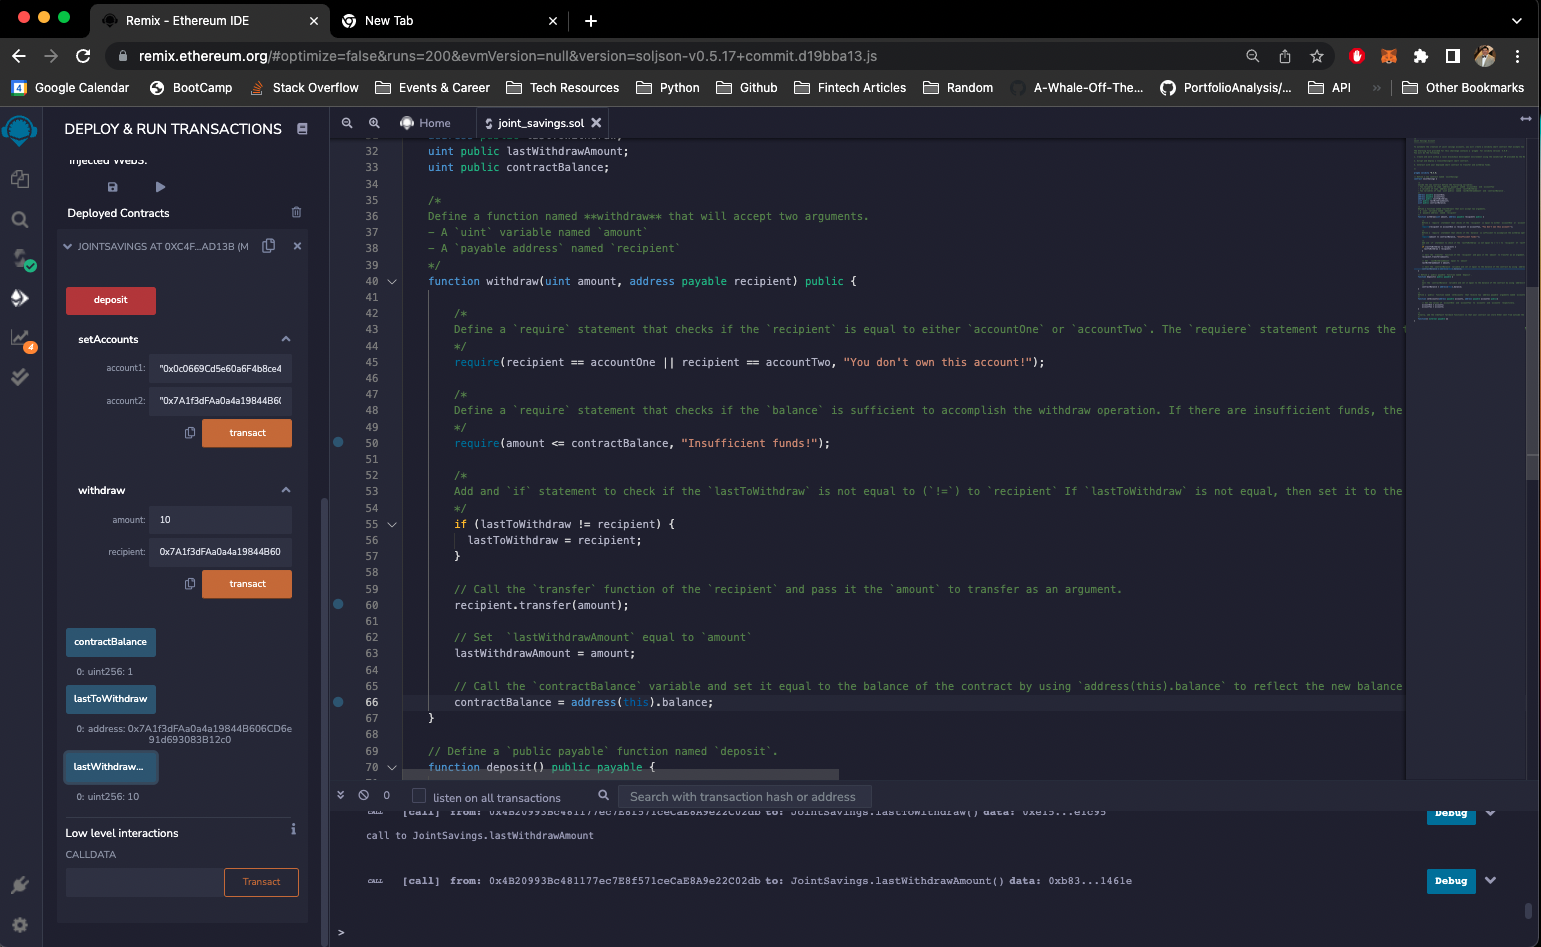 Remix - Ethereum IDE
New Tab
remix.ethereum.org/#optimize=false&runs=200&evmVersion=null&version=soljson-v0.5.17+commit.d19bba13.js
Google Calendar
BootCamp
Stack Overflow
Events & Career
Tech Resources
Python
Github
Fintech Articles
Random
A-Whale-Off-The...
PortfolioAnalysis/...
API
Other Bookmarks
DEPLOY & RUN TRANSACTIONS
Injected Web3.
Deployed Contracts
JOINTSAVINGS AT 0XC4F...AD13B (M
deposit
setAccounts
account1: "0x0c0669Cd5e60a6F4b8ce4
account2: "0x7A1f3dFAa0a4a19844B60
transact
withdraw
amount: 10
recipient: 0x7A1f3dFAa0a4a19844B60
transact
contractBalance
0: uint256: 1
lastToWithdraw
0: address: 0x7A1f3dFAa0a4a19844B606CD6e
91d693083B12c0
lastWithdraw...
0: uint256: 10
Low level interactions
CALLDATA
Transact
4
Home
joint_savings.sol
32 uint public lastWithdrawAmount;
33 uint public contractBalance;
34
35 /*
36 Define a function named **withdraw** that will accept two arguments.
37 - A `uint` variable named `amount`
38 - A `payable address` named `recipient`
39 */
40 function withdraw(uint amount, address payable recipient) public {
41
42 /*
43 Define a `require` statement that checks if the `recipient` is equal to either `accountOne` or `accountTwo`. The `requiere` statement returns the
44 */
45 require(recipient == accountOne || recipient == accountTwo, "You don't own this account!");
46
47 /*
48 Define a `require` statement that checks if the `balance` is sufficient to accomplish the withdraw operation. If there are insufficient funds, the
49 */
50 require(amount <= contractBalance, "Insufficient funds!");
51
52 /*
53 Add and `if` statement to check if the `lastToWithdraw` is not equal to (`!=`) to `recipient` If `lastToWithdraw` is not equal, then set it to the
54 */
55 if (lastToWithdraw != recipient) {
56 lastToWithdraw = recipient;
57 }
58
59 // Call the `transfer` function of the `recipient` and pass it the `amount` to transfer as an argument.
60 recipient.transfer(amount);
61
62 // Set  `lastWithdrawAmount` equal to `amount`
63 lastWithdrawAmount = amount;
64
65 // Call the `contractBalance` variable and set it equal to the balance of the contract by using `address(this).balance` to reflect the new balance
66 contractBalance = address(this).balance;
67 }
68
69 // Define a `public payable` function named `deposit`.
70 function deposit() public payable {
0
listen on all transactions
Search with transaction hash or address
CALL [call] from: 0x4B20993Bc481177ec7E8f571ceCaE8A9e22C02db to: JointSavings.lastToWithdraw() data: 0xe15...e1c95
Debug
call to JointSavings.lastWithdrawAmount
CALL [call] from: 0x4B20993Bc481177ec7E8f571ceCaE8A9e22C02db to: JointSavings.lastWithdrawAmount() data: 0xb83...1461e
Debug
>